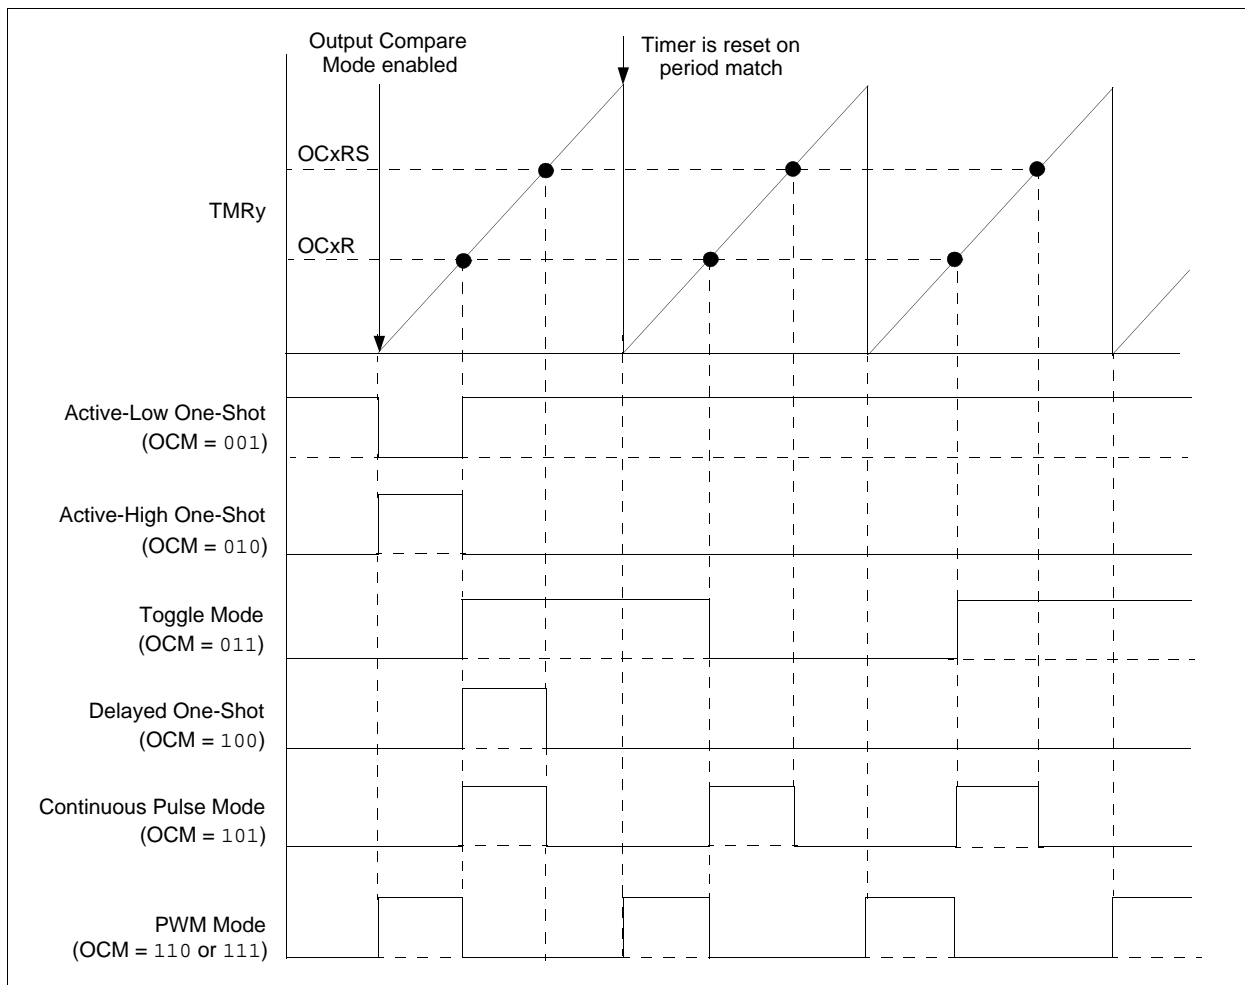 Output Compare
Mode enabled
Timer is reset on
period match
OCxRS
TMRy
OCxR
Active-Low One-Shot
(OCM = 001)
Active-High One-Shot
(OCM = 010)
Toggle Mode
(OCM = 011)
Delayed One-Shot
(OCM = 100)
Continuous Pulse Mode
(OCM = 101)
PWM Mode
(OCM = 110 or 111)